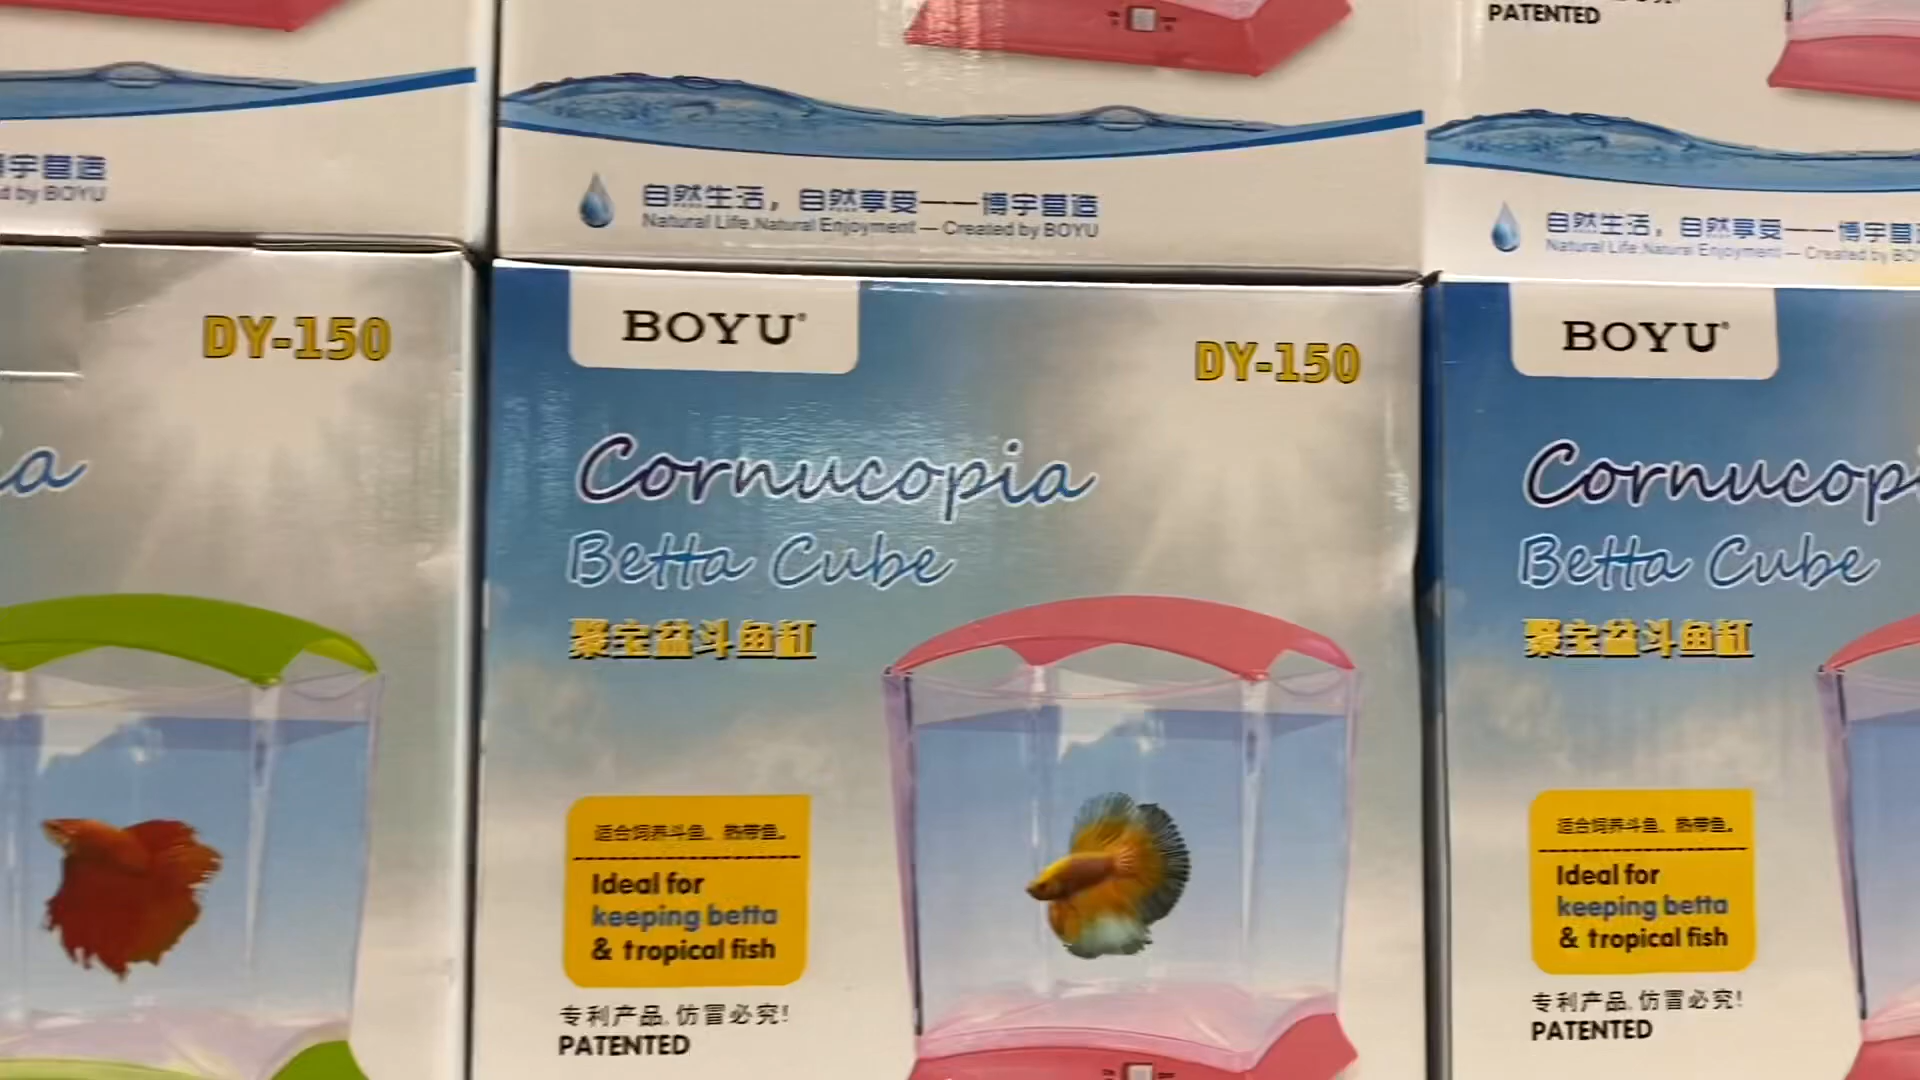 PATENTED
宇营造
d by BOYU
自然生活，自然享受——博宇营造
Natural Life,Natural Enjoyment — Created by BOYU
自然生活，自然享受——博宇营
Natural Life,Natural Enjoyment — Created by BOY
DY-150
a
BOYU®
DY-150
Cornucopia
Betta Cube
聚宝盆斗鱼缸
适合饲养斗鱼、热带鱼。
Ideal for
keeping betta
& tropical fish
专利产品,仿冒必究!
PATENTED
BOYU®
Cornucop
Betta Cube
聚宝盆斗鱼缸
适合饲养斗鱼、热带鱼。
Ideal for
keeping betta
& tropical fish
专利产品,仿冒必究!
PATENTED